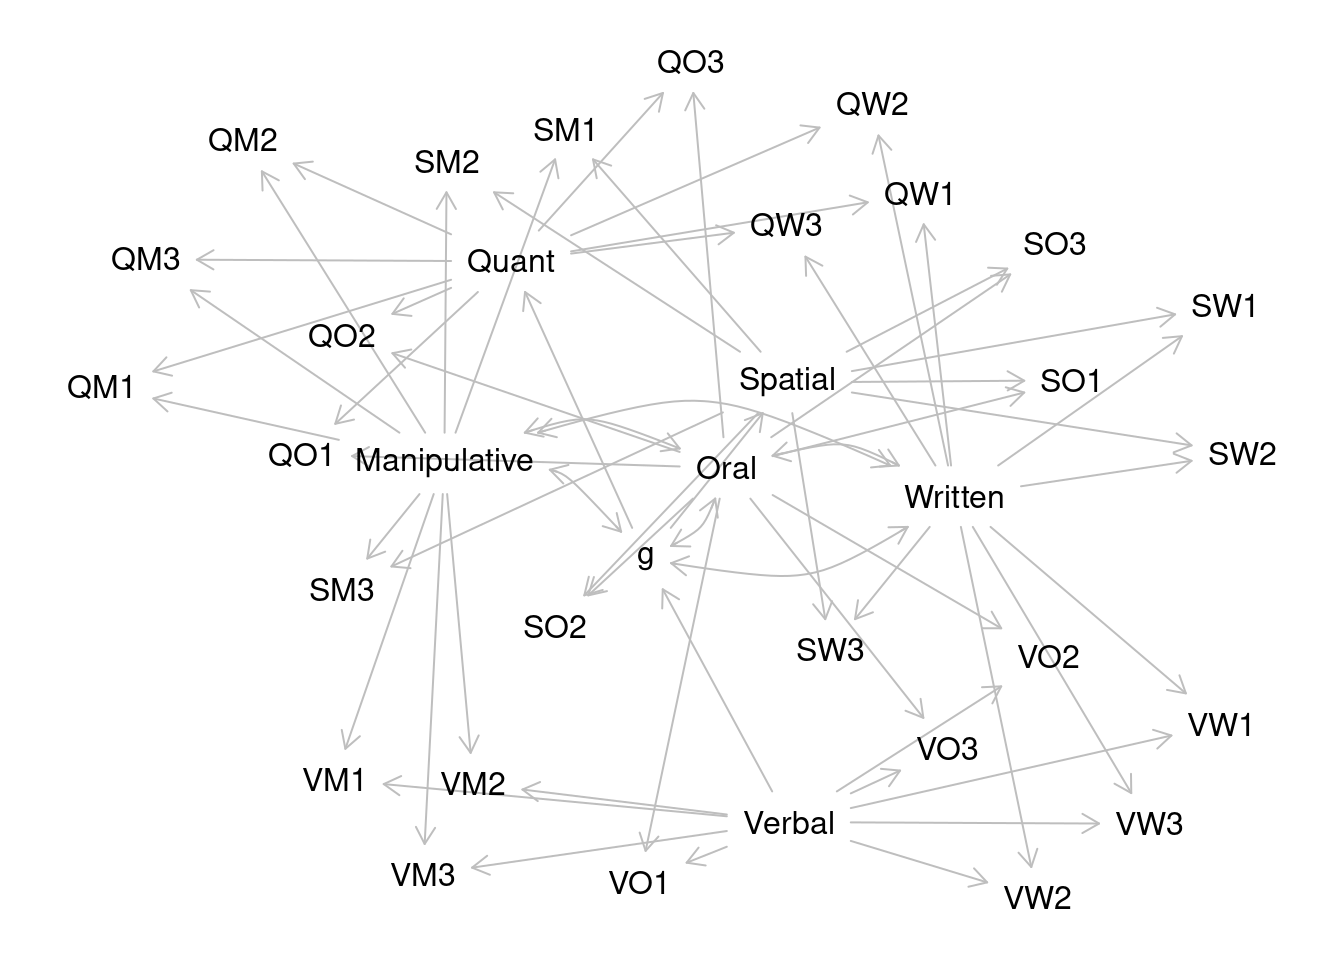 QO3
QW2
SM1
QM2
SM2
QW1
QW3
SO3
QM3
Quant
SW1
QO2
Spatial
SO1
QM1
QO1
Manipulative
Oral
SW2
Written
g
SM3
SO2
SW3
VO2
VW1
VO3
VM1
VM2
Verbal
VW3
VM3
VO1
VW2